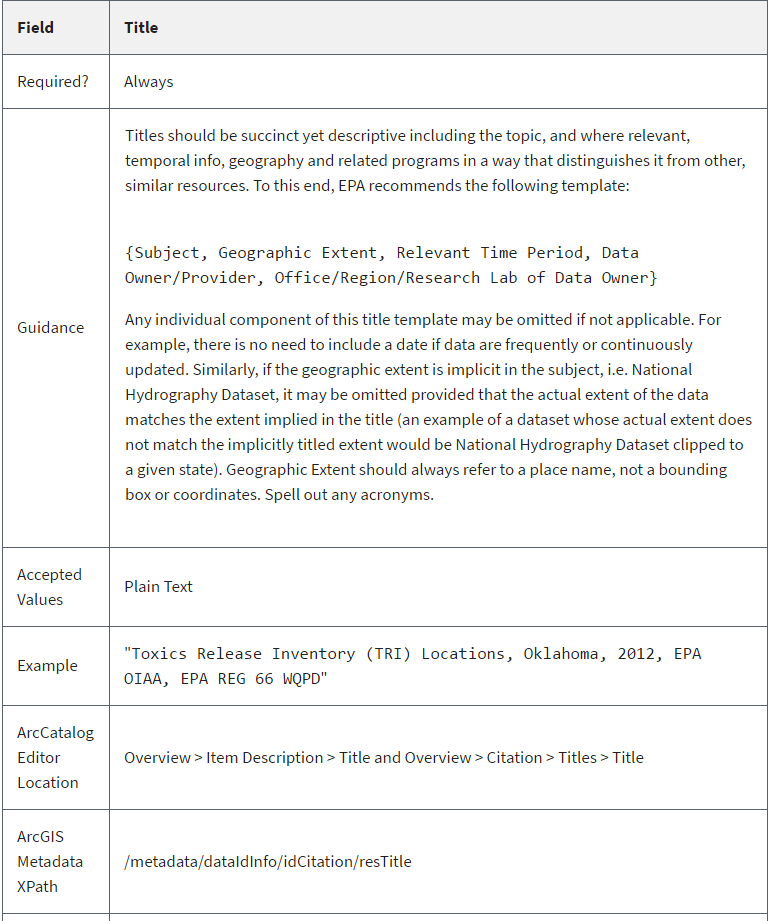 Field
Title
Required?
Always
Guidance
Titles should be succinct yet descriptive including the topic, and where relevant,
temporal info, geography and related programs in a way that distinguishes it from other,
similar resources. To this end, EPA recommends the following template:
{Subject, Geographic Extent, Relevant Time Period, Data
Owner/Provider, Office/Region/Research Lab of Data Owner}
Any individual component of this title template may be omitted if not applicable. For
example, there is no need to include a date if data are frequently or continuously
updated. Similarly, if the geographic extent is implicit in the subject, i.e. National
Hydrography Dataset, it may be omitted provided that the actual extent of the data
matches the extent implied in the title (an example of a dataset whose actual extent does
not match the implicitly titled extent would be National Hydrography Dataset clipped to
a given state). Geographic Extent should always refer to a place name, not a bounding
box or coordinates. Spell out any acronyms.
Accepted
Values
Plain Text
Example
"Toxics Release Inventory (TRI) Locations, Oklahoma, 2012, EPA
OIAA, EPA REG 66 WQPD"
ArcCatalog
Editor
Location
Overview > Item Description > Title and Overview > Citation > Titles > Title
ArcGIS
Metadata
XPath
/metadata/dataIdInfo/idCitation/resTitle